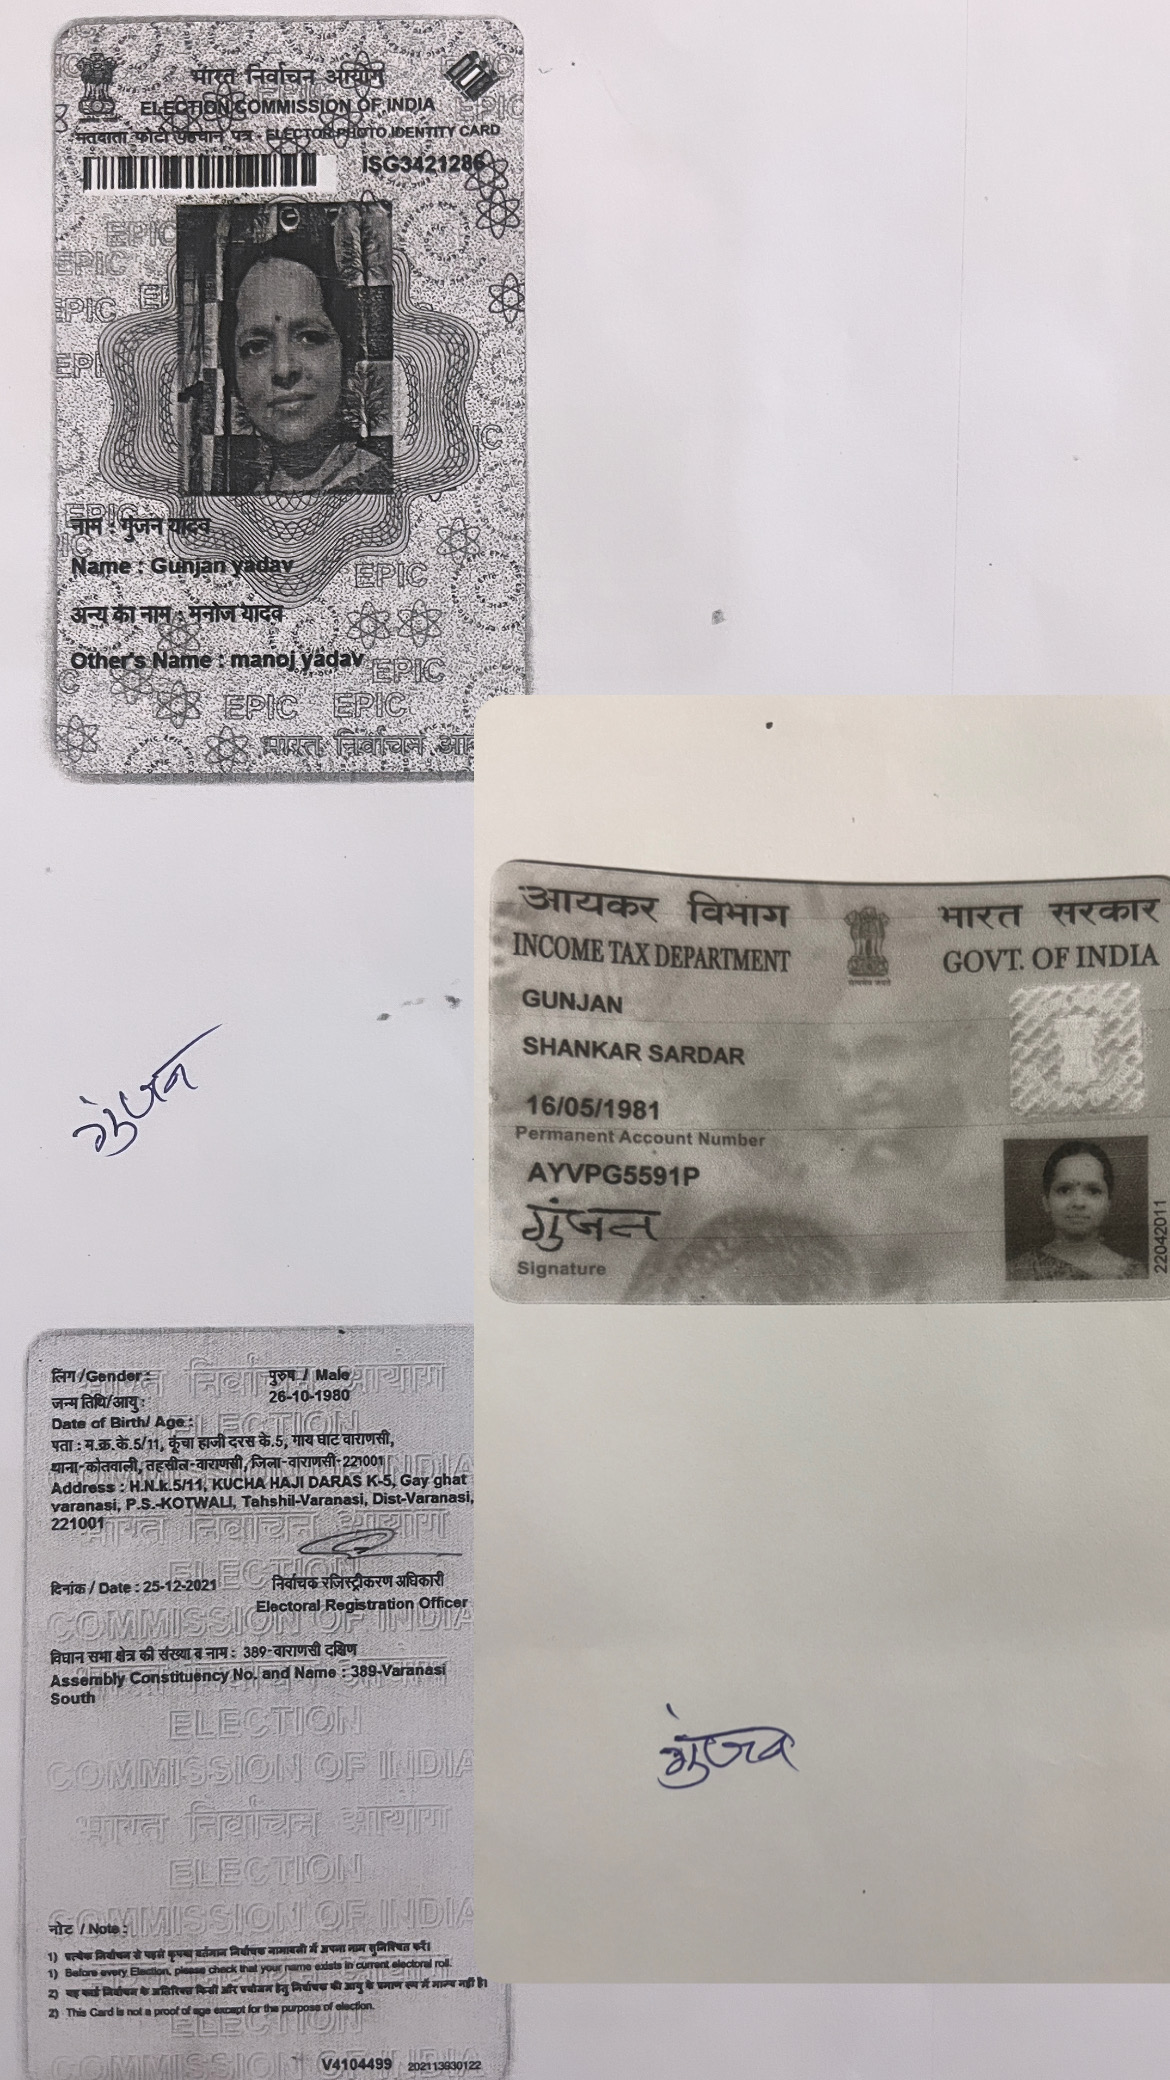 भारत निर्वाचन आयोग
ELECTION COMMISSION OF INDIA
मतदाता फोटो पहचान पत्र - ELECTOR PHOTO IDENTITY CARD
ISG3421286
EPIC
EPIC
EPIC
EPIC
नाम : गुंजन यादव
Name : Gunjan yadav
EPIC
अन्य का नाम : मनोज यादव
Other's Name : manoj yadav
EPIC
EPIC EPIC
भारत निर्वाचन आ
गुंजन
आयकर विभाग भारत सरकार
INCOME TAX DEPARTMENT GOVT. OF INDIA
GUNJAN
SHANKAR SARDAR
16/05/1981
Permanent Account Number
AYVPG5591P
गुंजन
Signature
22042011
गुंजन
लिंग /Gender : पुरुष / Male
जन्म तिथि/आयु :
Date of Birth/ Age : 26-10-1980
पता : म.क्र.के.5/11, कूंचा हाजी दरस के.5, गाय घाट वाराणसी,
थाना-कोतवाली, तहसील-वाराणसी, जिला-वाराणसी-221001
Address : H.N.k.5/11, KUCHA HAJI DARAS K-5, Gay ghat
varanasi, P.S.-KOTWALI, Tahshil-Varanasi, Dist-Varanasi,
221001
दिनांक / Date : 25-12-2021 निर्वाचक रजिस्ट्रीकरण अधिकारी
Electoral Registration Officer
विधान सभा क्षेत्र की संख्या व नाम : 389-वाराणसी दक्षिण
Assembly Constituency No. and Name : 389-Varanasi
South
ELECTION
COMMISSION OF INDIA
भारत निर्वाचन आयोग
ELECTION
COMMISSION OF INDIA
नोट / Note :
1) प्रत्येक निर्वाचन से पहले कृपया वर्तमान निर्वाचक नामावली में अपना नाम सुनिश्चित करें।
1) Before every Election, please check that your name exists in current electoral roll.
2) यह कार्ड निर्वाचन के अतिरिक्त किसी और प्रयोजन हेतु निर्वाचक की आयु के प्रमाण रूप में मान्य नहीं है।
2) This Card is not a proof of age except for the purpose of election.
V4104499 202113930122